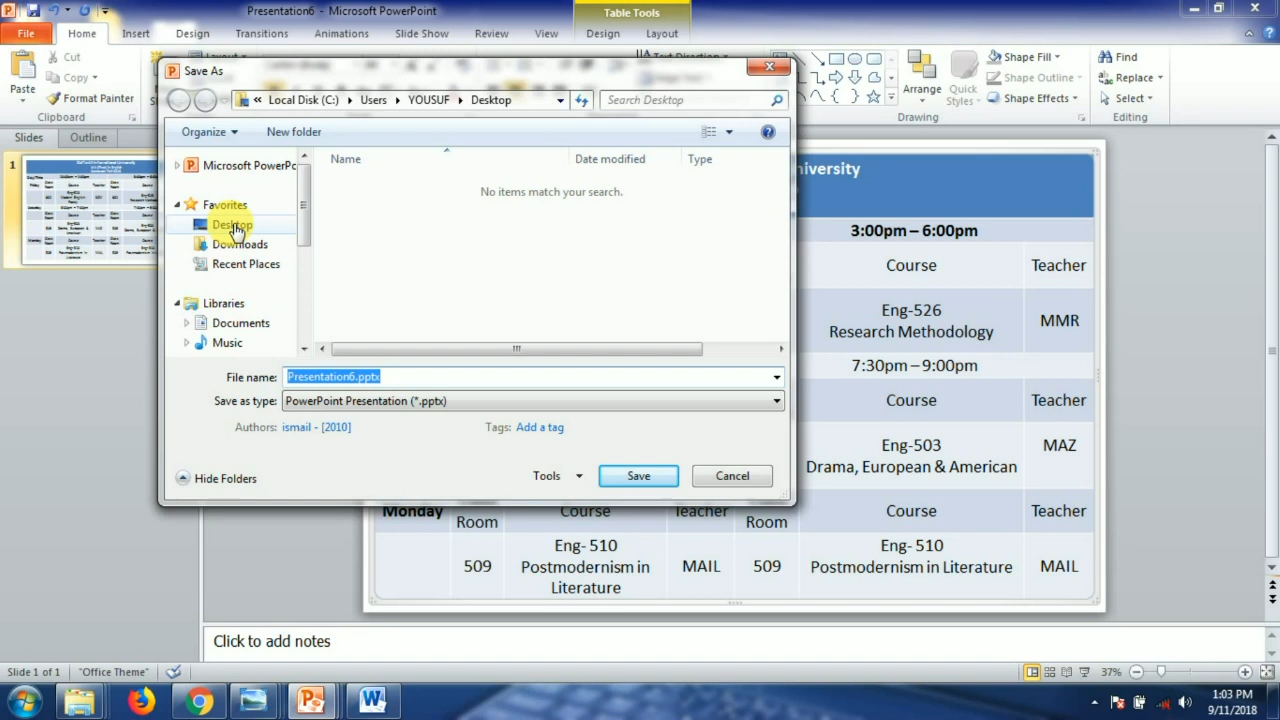 Presentation6 - Microsoft PowerPoint
Table Tools
File
Home
Insert
Design
Transitions
Animations
Slide Show
Review
View
Design
Layout
Cut
Copy
Format Painter
Paste
Clipboard
Shape Fill
Shape Outline
Shape Effects
Arrange
Quick
Styles
Drawing
Find
Replace
Select
Editing
Save As
Local Disk (C:)
Users
YOUSUF
Desktop
Search Desktop
Organize
New folder
Microsoft PowerPo
Favorites
Desktop
Downloads
Recent Places
Libraries
Documents
Music
Name
Date modified
Type
No items match your search.
File name:
Presentation6.pptx
Save as type:
PowerPoint Presentation (*.pptx)
Authors:
ismail - [2010]
Tags:
Add a tag
Hide Folders
Tools
Save
Cancel
Slides
Outline
1
niversity
3:00pm – 6:00pm
Course
Teacher
Eng-526
Research Methodology
MMR
7:30pm – 9:00pm
Course
Teacher
Eng-503
Drama, European & American
MAZ
Monday
Room
Course
Teacher
Room
Course
Teacher
509
Eng- 510
Postmodernism in
Literature
MAIL
509
Eng- 510
Postmodernism in Literature
MAIL
Click to add notes
Slide 1 of 1
"Office Theme"
37%
1:03 PM
9/11/2018